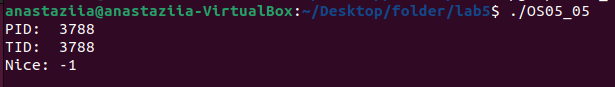 anastaziia@anastaziia-VirtualBox:~/Desktop/folder/lab5$ ./OS05_05
PID:  3788
TID:  3788
Nice: -1